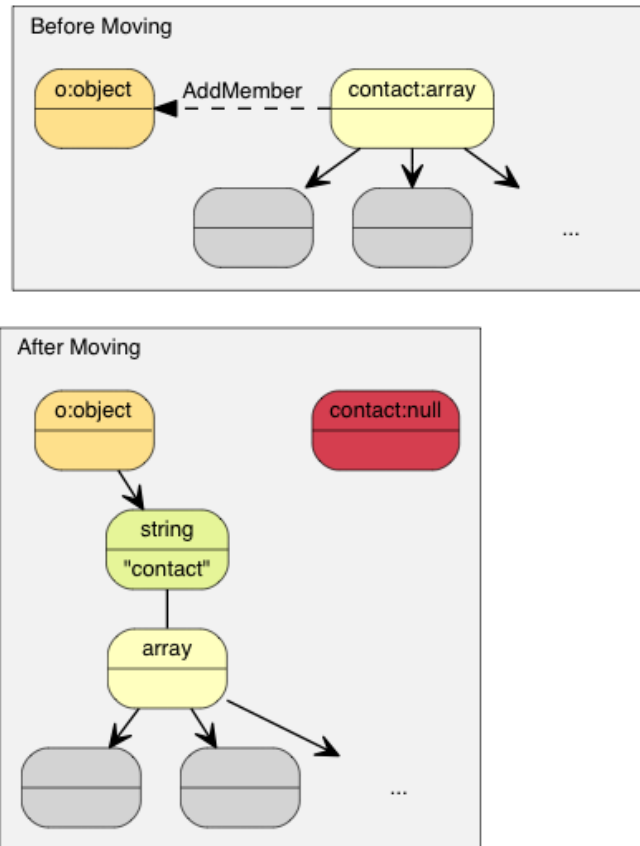 Before Moving
o:object
AddMember
contact:array
...
After Moving
o:object
contact:null
string
"contact"
array
...